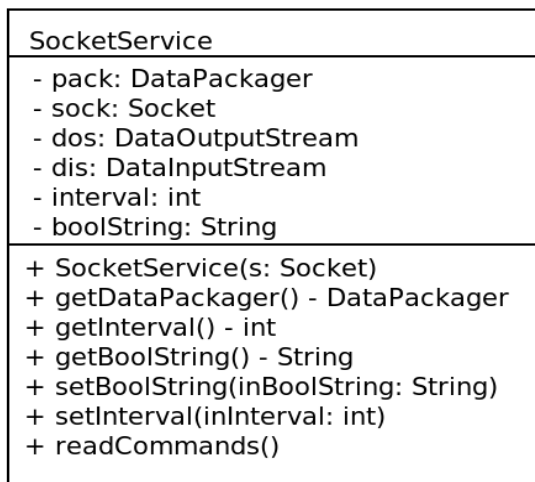 SocketService
- pack: DataPackager
- sock: Socket
- dos: DataOutputStream
- dis: DataInputStream
- interval: int
- boolString: String
+ SocketService(s: Socket)
+ getDataPackager() - DataPackager
+ getInterval() - int
+ getBoolString() - String
+ setBoolString(inBoolString: String)
+ setInterval(inInterval: int)
+ readCommands()